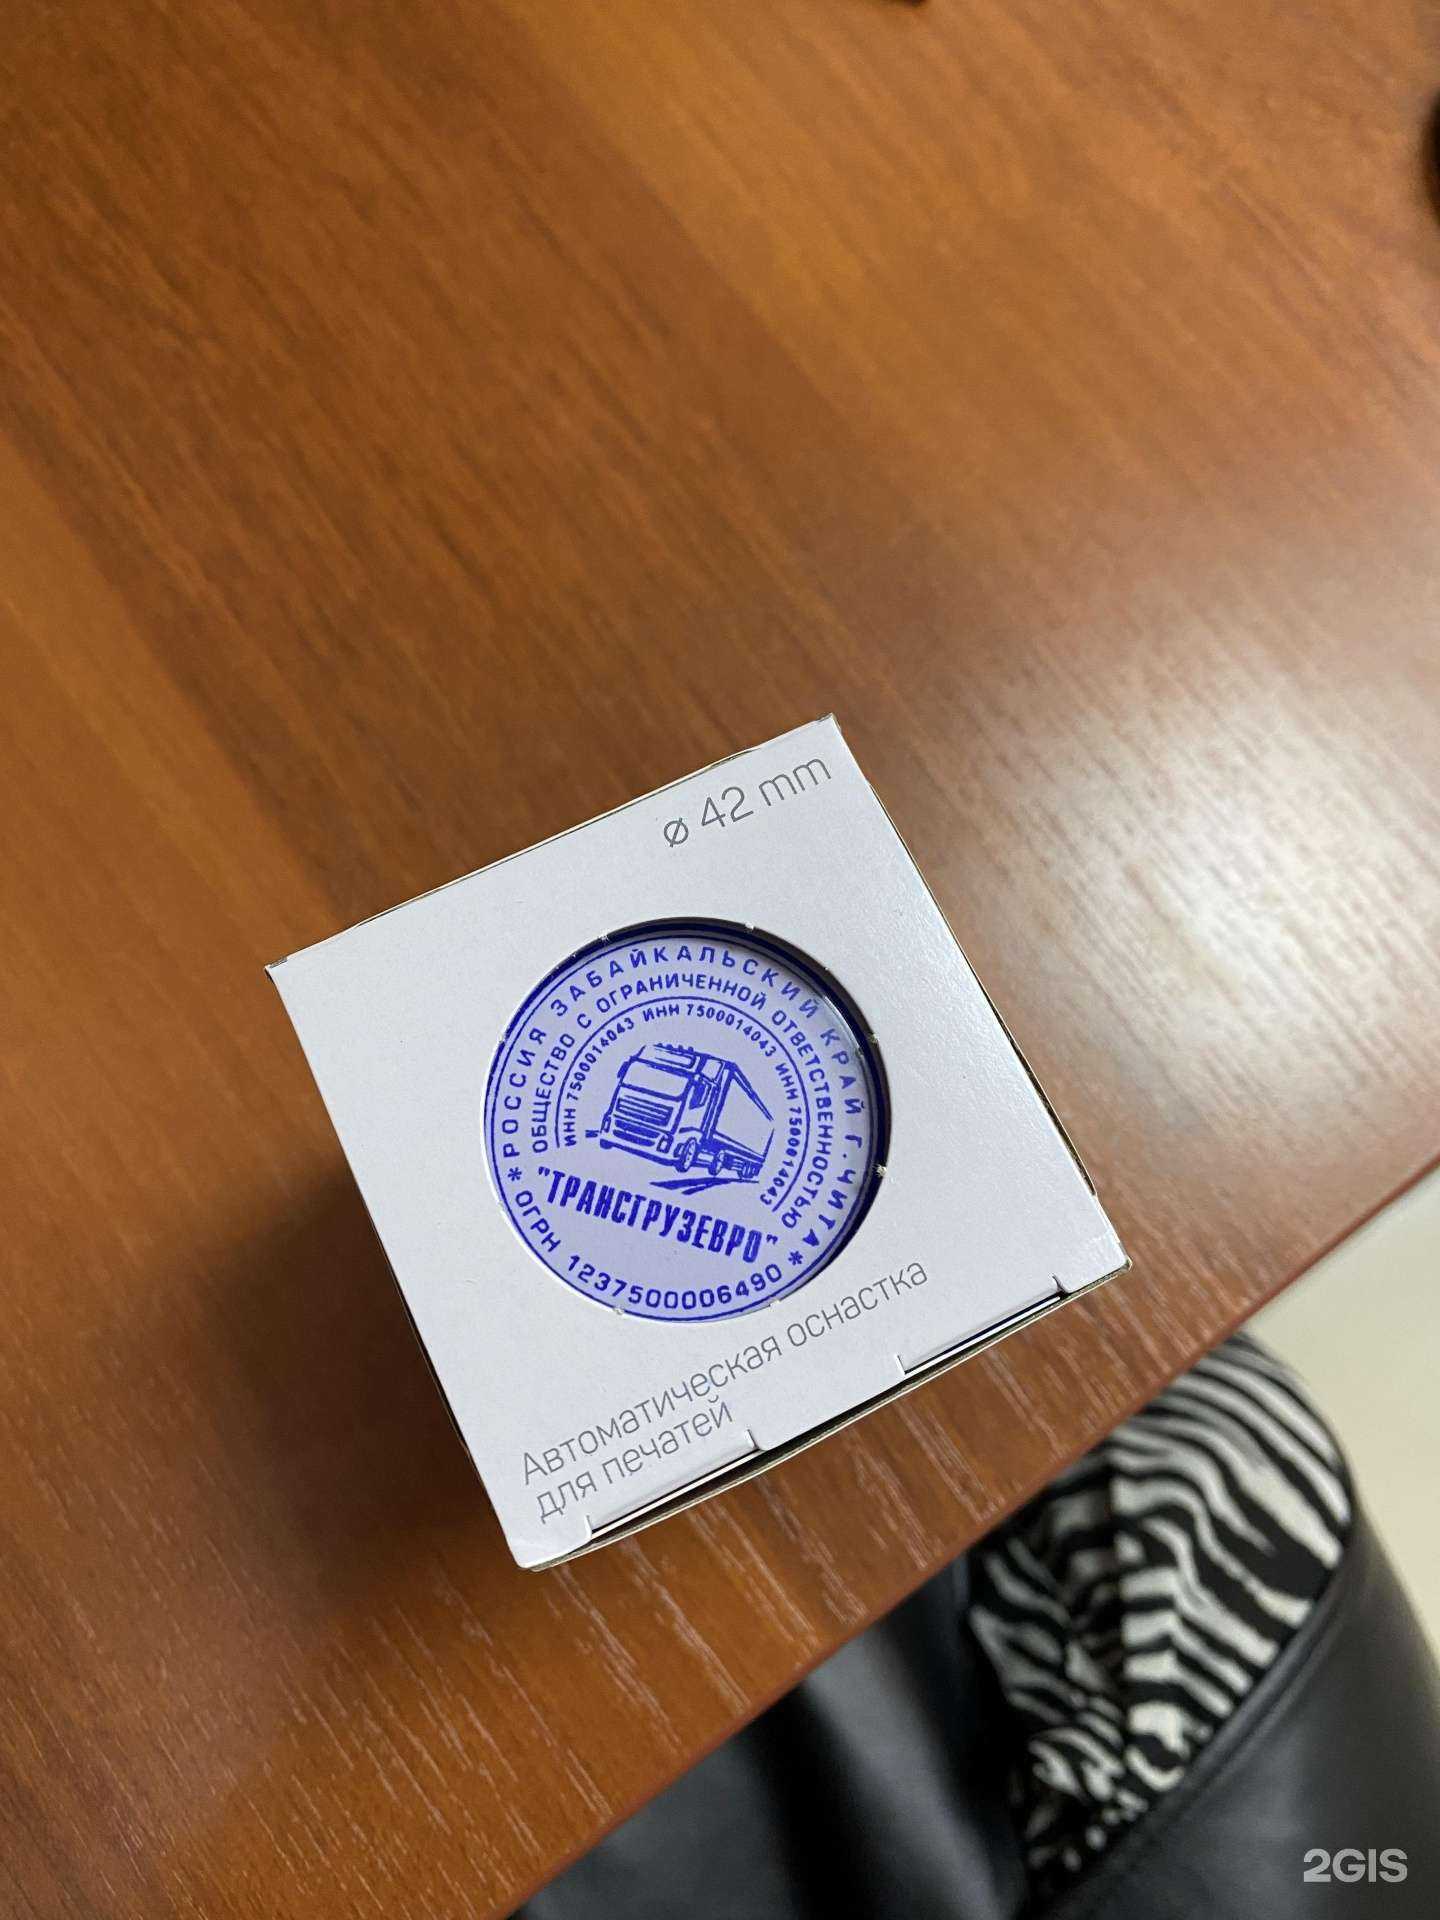 ø 42 mm
* РОССИЯ ЗАБАЙКАЛЬСКИЙ КРАЙ Г. ЧИТА *
ОБЩЕСТВО С ОГРАНИЧЕННОЙ ОТВЕТСТВЕННОСТЬЮ
ИНН 7500014043 ИНН 7500014043 ИНН 7500014043
"ТРАНСГРУЗЕВРО"
ОГРН 1237500006490
Автоматическая оснастка
для печатей
2GIS